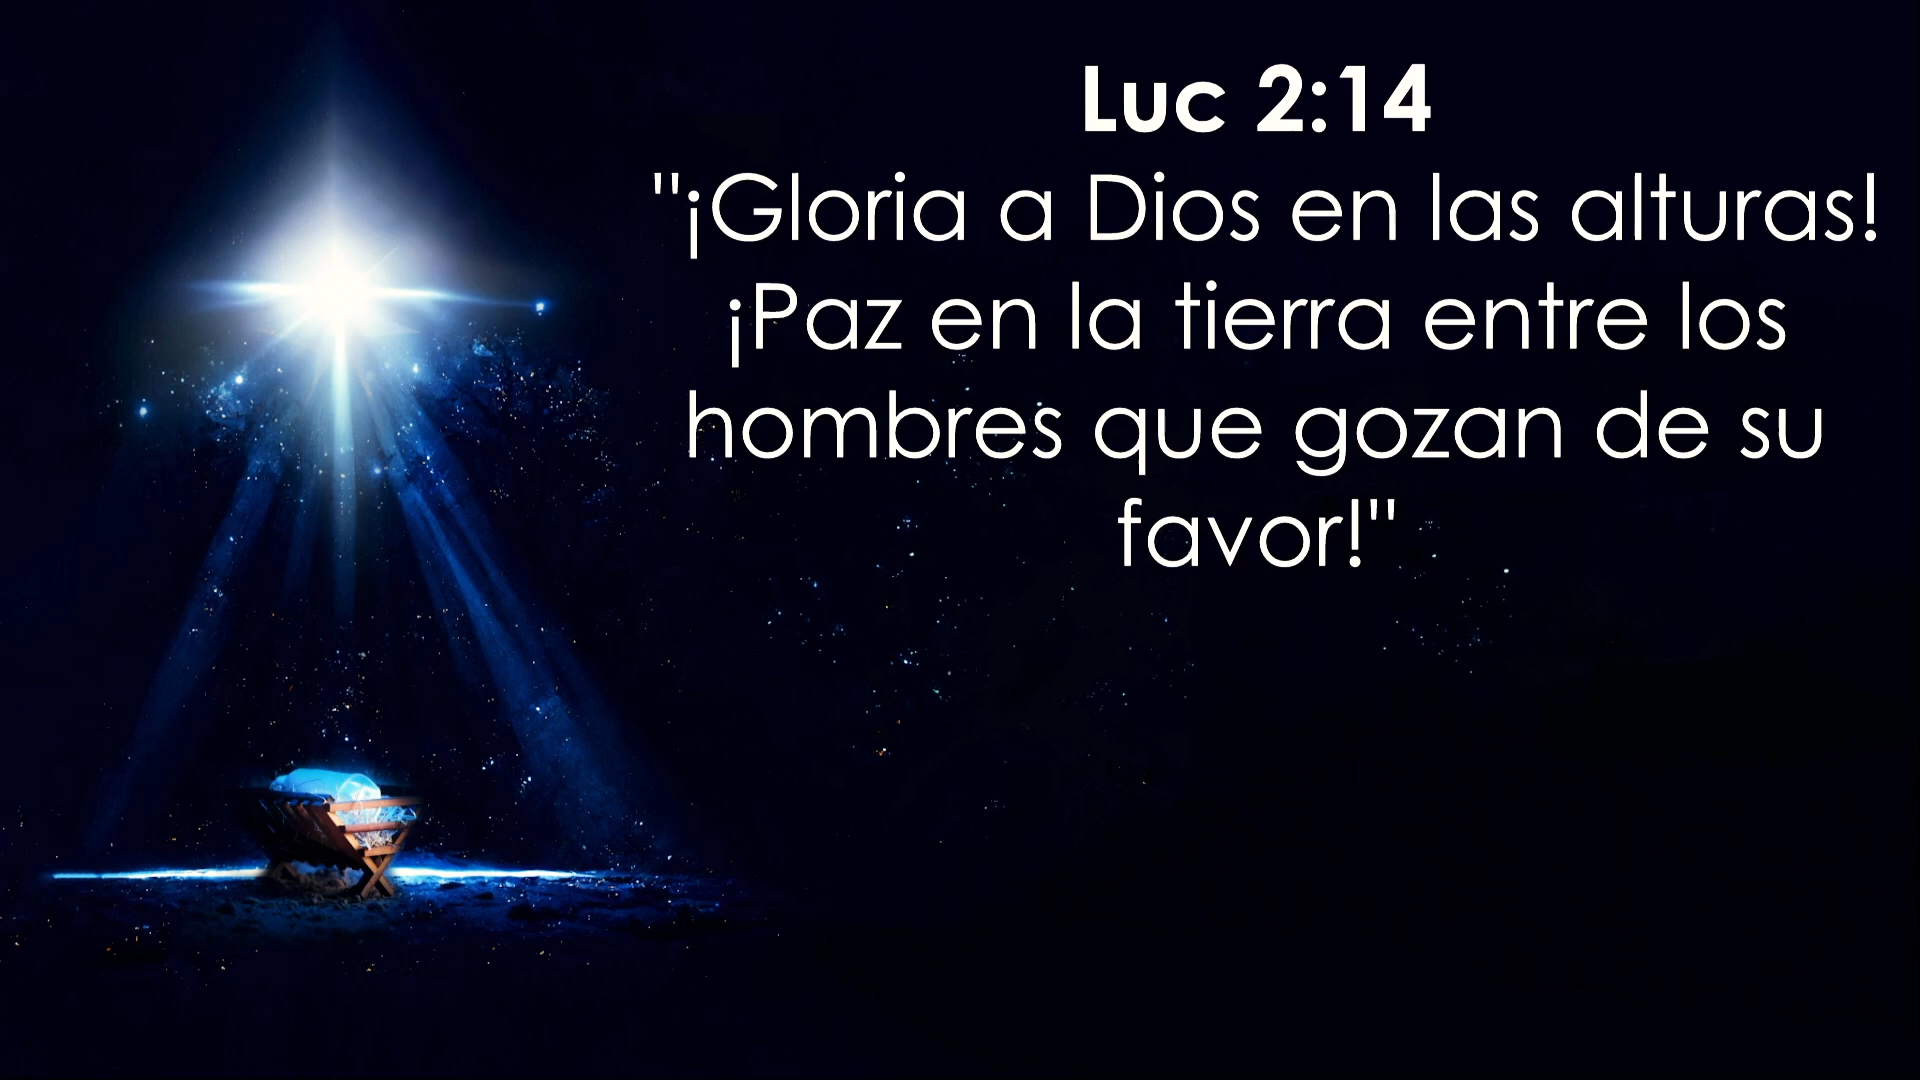 Luc 2:14
"¡Gloria a Dios en las alturas!
¡Paz en la tierra entre los
hombres que gozan de su
favor!"